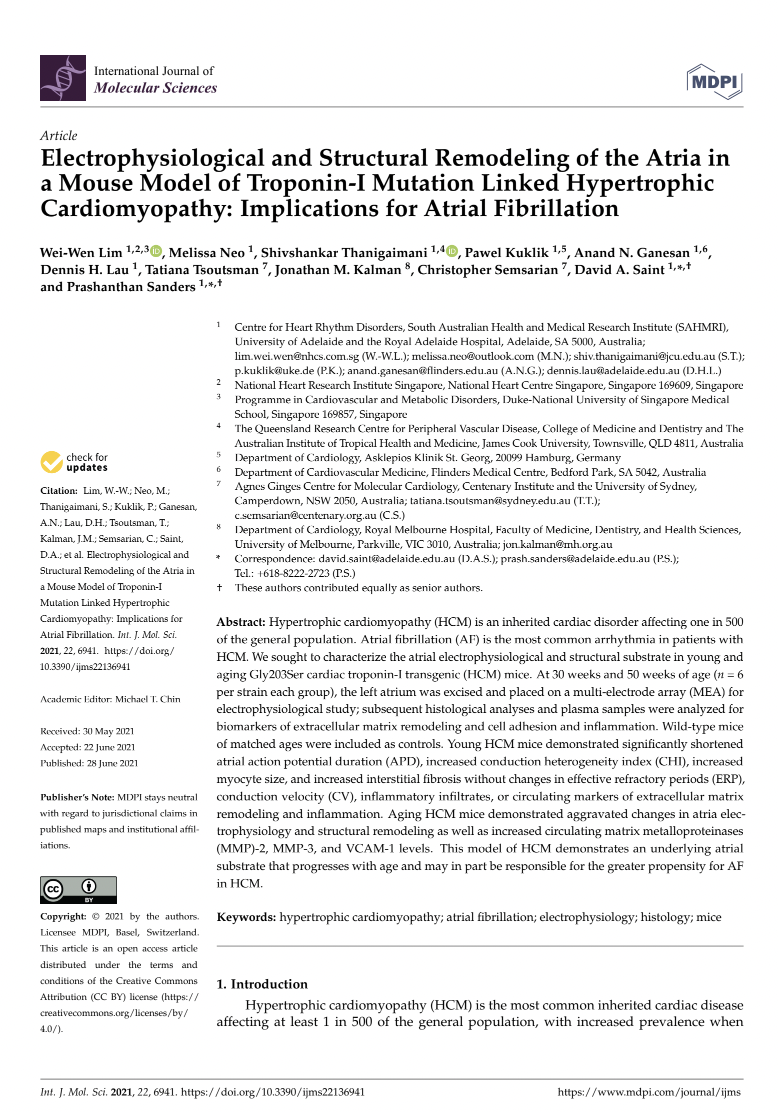 International Journal of
Molecular Sciences
MDPI
Article
Electrophysiological and Structural Remodeling of the Atria in
a Mouse Model of Troponin-I Mutation Linked Hypertrophic
Cardiomyopathy: Implications for Atrial Fibrillation
Wei-Wen Lim 1,2,3 iD, Melissa Neo 1, Shivshankar Thanigaimani 1,4 iD, Pawel Kuklik 1,5, Anand N. Ganesan 1,6,
Dennis H. Lau 1, Tatiana Tsoutsman 7, Jonathan M. Kalman 8, Christopher Semsarian 7, David A. Saint 1,*,†
and Prashanthan Sanders 1,*,†
1 Centre for Heart Rhythm Disorders, South Australian Health and Medical Research Institute (SAHMRI),
University of Adelaide and the Royal Adelaide Hospital, Adelaide, SA 5000, Australia;
lim.wei.wen@nhcs.com.sg (W.-W.L.); melissa.neo@outlook.com (M.N.); shiv.thanigaimani@jcu.edu.au (S.T.);
p.kuklik@uke.de (P.K.); anand.ganesan@flinders.edu.au (A.N.G.); dennis.lau@adelaide.edu.au (D.H.L.)
2 National Heart Research Institute Singapore, National Heart Centre Singapore, Singapore 169609, Singapore
3 Programme in Cardiovascular and Metabolic Disorders, Duke-National University of Singapore Medical
School, Singapore 169857, Singapore
4 The Queensland Research Centre for Peripheral Vascular Disease, College of Medicine and Dentistry and The
Australian Institute of Tropical Health and Medicine, James Cook University, Townsville, QLD 4811, Australia
5 Department of Cardiology, Asklepios Klinik St. Georg, 20099 Hamburg, Germany
6 Department of Cardiovascular Medicine, Flinders Medical Centre, Bedford Park, SA 5042, Australia
7 Agnes Ginges Centre for Molecular Cardiology, Centenary Institute and the University of Sydney,
Camperdown, NSW 2050, Australia; tatiana.tsoutsman@sydney.edu.au (T.T.);
c.semsarian@centenary.org.au (C.S.)
8 Department of Cardiology, Royal Melbourne Hospital, Faculty of Medicine, Dentistry, and Health Sciences,
University of Melbourne, Parkville, VIC 3010, Australia; jon.kalman@mh.org.au
* Correspondence: david.saint@adelaide.edu.au (D.A.S.); prash.sanders@adelaide.edu.au (P.S.);
Tel.: +618-8222-2723 (P.S.)
† These authors contributed equally as senior authors.
check for
updates
Citation: Lim, W.-W.; Neo, M.;
Thanigaimani, S.; Kuklik, P.; Ganesan,
A.N.; Lau, D.H.; Tsoutsman, T.;
Kalman, J.M.; Semsarian, C.; Saint,
D.A.; et al. Electrophysiological and
Structural Remodeling of the Atria in
a Mouse Model of Troponin-I
Mutation Linked Hypertrophic
Cardiomyopathy: Implications for
Atrial Fibrillation. Int. J. Mol. Sci.
2021, 22, 6941. https://doi.org/
10.3390/ijms22136941
Academic Editor: Michael T. Chin
Received: 30 May 2021
Accepted: 22 June 2021
Published: 28 June 2021
Publisher's Note: MDPI stays neutral
with regard to jurisdictional claims in
published maps and institutional affil-
iations.
CC BY
Copyright: © 2021 by the authors.
Licensee MDPI, Basel, Switzerland.
This article is an open access article
distributed under the terms and
conditions of the Creative Commons
Attribution (CC BY) license (https://
creativecommons.org/licenses/by/
4.0/).
Abstract: Hypertrophic cardiomyopathy (HCM) is an inherited cardiac disorder affecting one in 500
of the general population. Atrial fibrillation (AF) is the most common arrhythmia in patients with
HCM. We sought to characterize the atrial electrophysiological and structural substrate in young and
aging Gly203Ser cardiac troponin-I transgenic (HCM) mice. At 30 weeks and 50 weeks of age (n = 6
per strain each group), the left atrium was excised and placed on a multi-electrode array (MEA) for
electrophysiological study; subsequent histological analyses and plasma samples were analyzed for
biomarkers of extracellular matrix remodeling and cell adhesion and inflammation. Wild-type mice
of matched ages were included as controls. Young HCM mice demonstrated significantly shortened
atrial action potential duration (APD), increased conduction heterogeneity index (CHI), increased
myocyte size, and increased interstitial fibrosis without changes in effective refractory periods (ERP),
conduction velocity (CV), inflammatory infiltrates, or circulating markers of extracellular matrix
remodeling and inflammation. Aging HCM mice demonstrated aggravated changes in atria elec-
trophysiology and structural remodeling as well as increased circulating matrix metalloproteinases
(MMP)-2, MMP-3, and VCAM-1 levels. This model of HCM demonstrates an underlying atrial
substrate that progresses with age and may in part be responsible for the greater propensity for AF
in HCM.
Keywords: hypertrophic cardiomyopathy; atrial fibrillation; electrophysiology; histology; mice
1. Introduction
Hypertrophic cardiomyopathy (HCM) is the most common inherited cardiac disease
affecting at least 1 in 500 of the general population, with increased prevalence when
Int. J. Mol. Sci. 2021, 22, 6941. https://doi.org/10.3390/ijms22136941
https://www.mdpi.com/journal/ijms